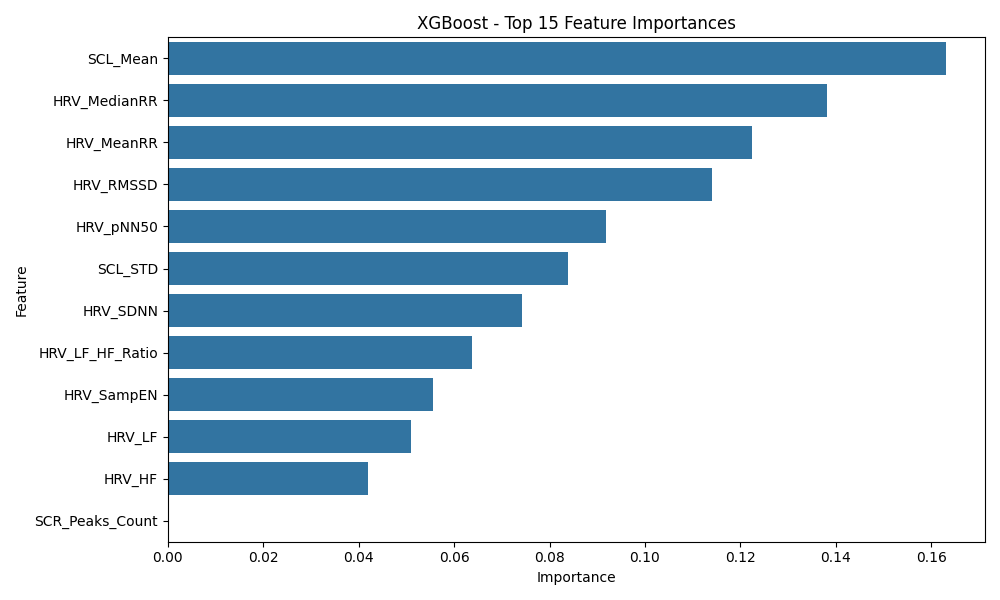 XGBoost - Top 15 Feature Importances
Feature
SCL_Mean
HRV_MedianRR
HRV_MeanRR
HRV_RMSSD
HRV_pNN50
SCL_STD
HRV_SDNN
HRV_LF_HF_Ratio
HRV_SampEN
HRV_LF
HRV_HF
SCR_Peaks_Count
0.00 0.02 0.04 0.06 0.08 0.10 0.12 0.14 0.16
Importance